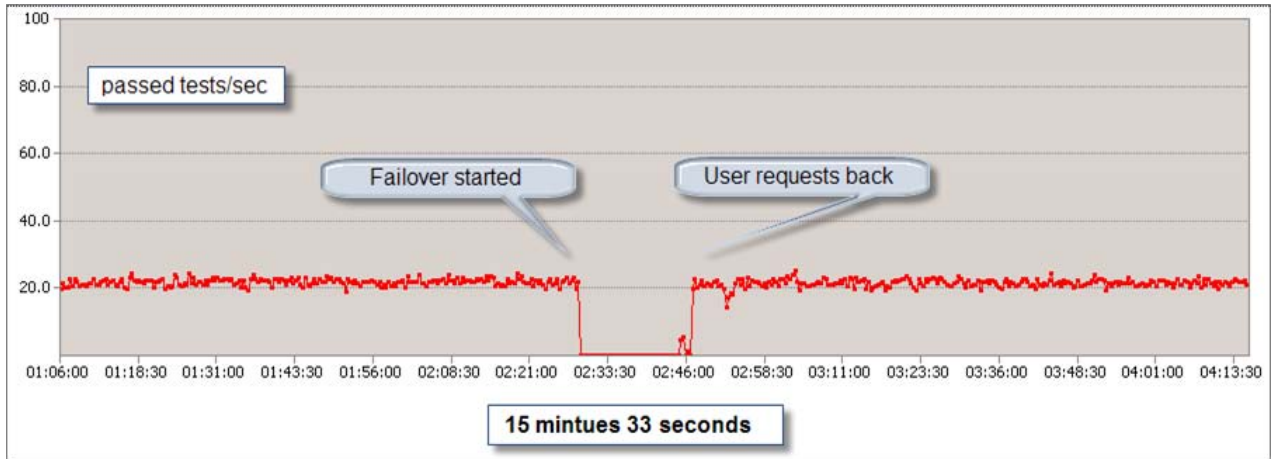 100
80.0
passed tests/sec
60.0
Failover started
User requests back
40.0
20.0
01:06:00 01:18:30 01:31:00 01:43:30 01:56:00 02:08:30 02:21:00 02:33:30 02:46:00 02:58:30 03:11:00 03:23:30 03:36:00 03:48:30 04:01:00 04:13:30
15 mintues 33 seconds